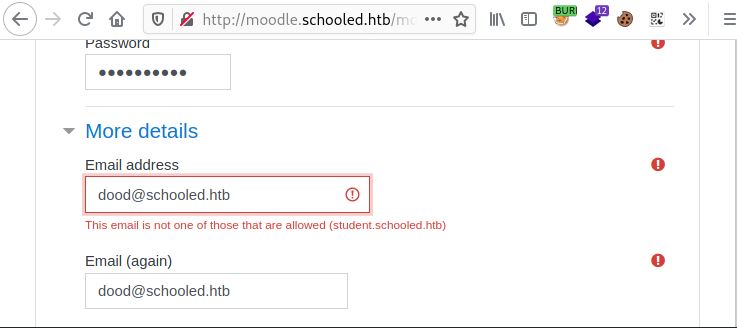 http://moodle.schooled.htb/mo
BUR
12
Password
More details
Email address
dood@schooled.htb
This email is not one of those that are allowed (student.schooled.htb)
Email (again)
dood@schooled.htb